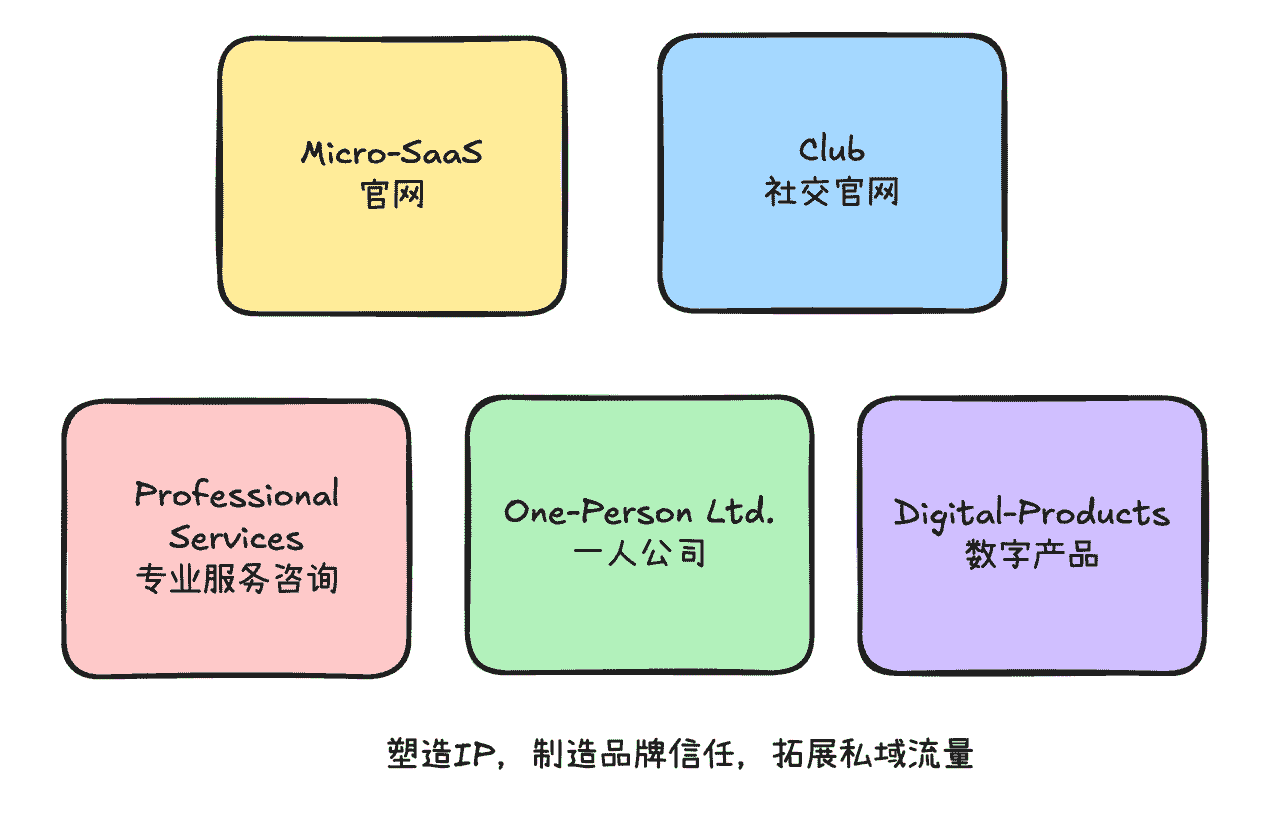 Micro-SaaS
官网
Club
社交官网
Professional
Services
专业服务咨询
One-Person Ltd.
一人公司
Digital-Products
数字产品
塑造IP，制造品牌信任，拓展私域流量